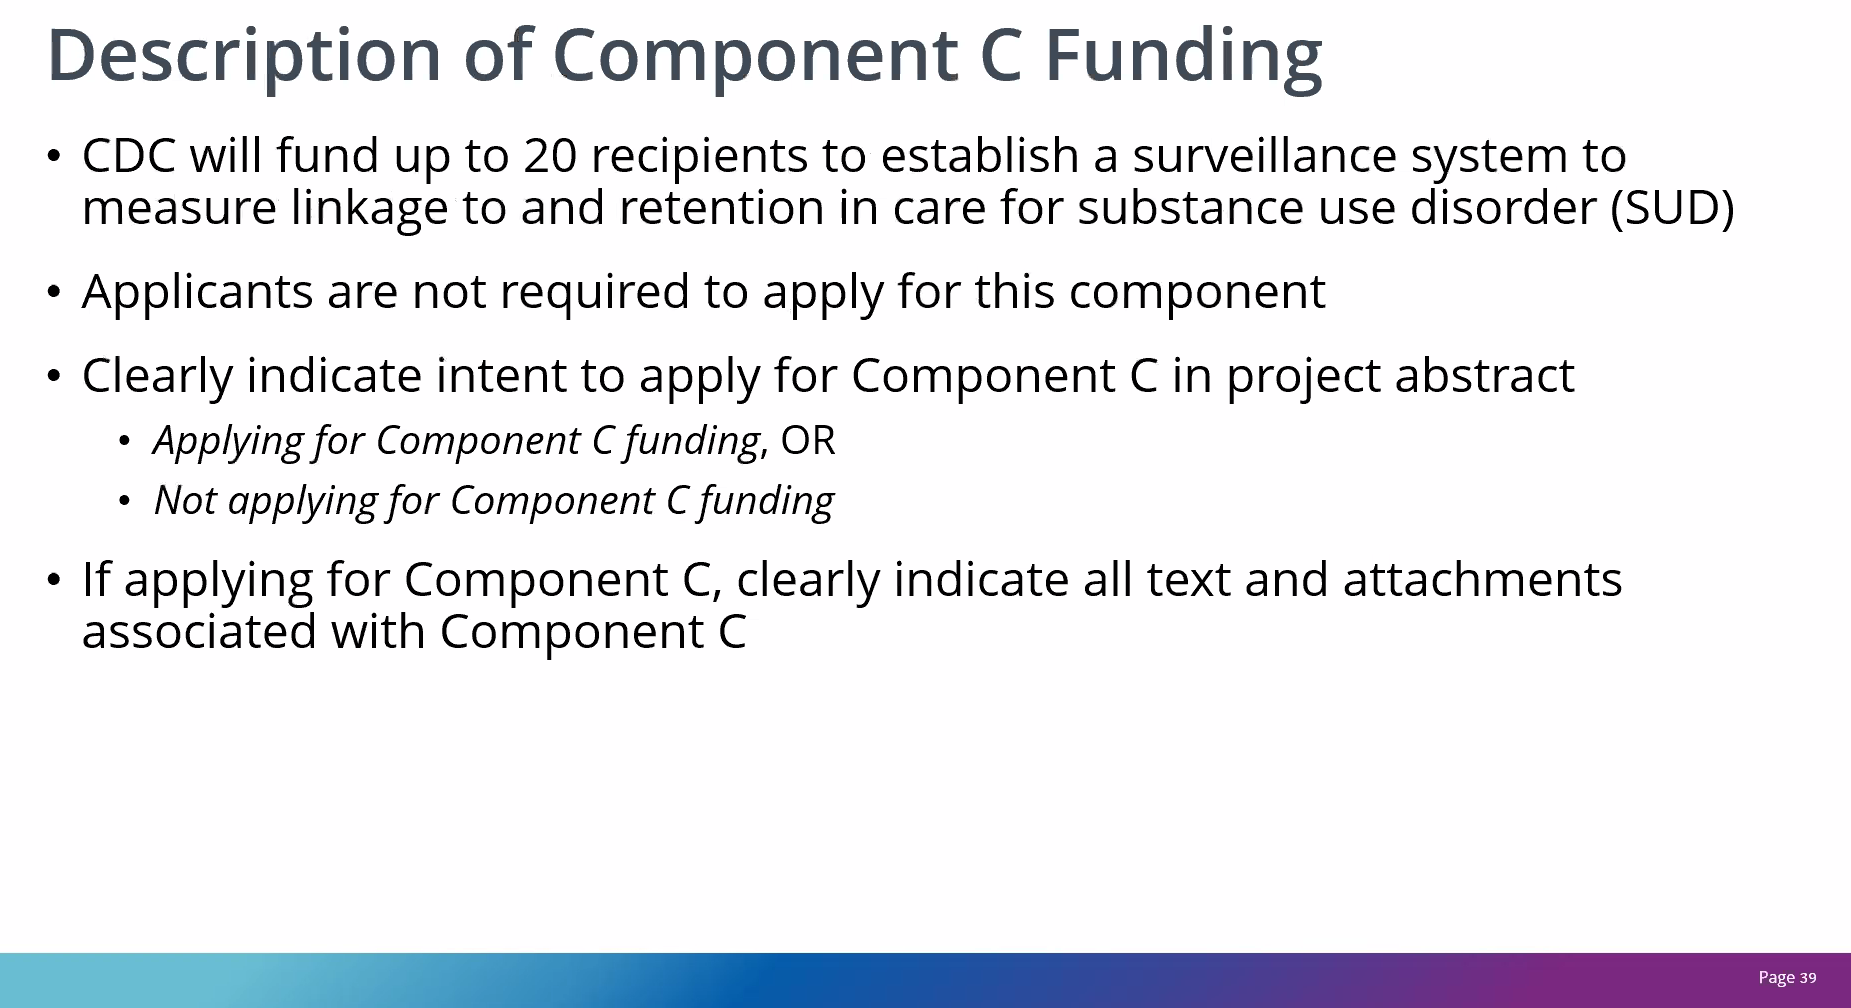 Description of Component C Funding
• CDC will fund up to 20 recipients to establish a surveillance system to
measure linkage to and retention in care for substance use disorder (SUD)
• Applicants are not required to apply for this component
• Clearly indicate intent to apply for Component C in project abstract
• Applying for Component C funding, OR
• Not applying for Component C funding
• If applying for Component C, clearly indicate all text and attachments
associated with Component C
Page 39